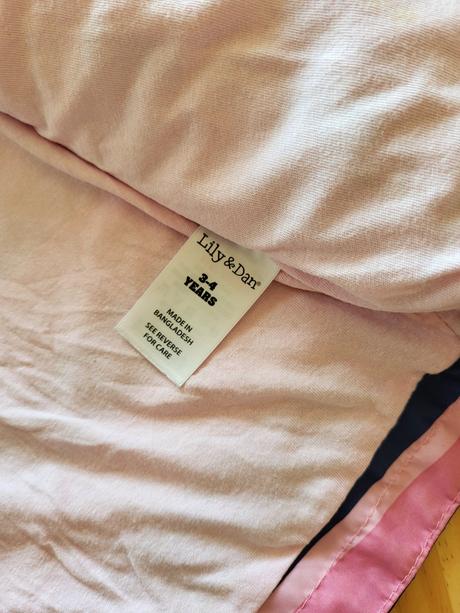 Lily&Dan®
3-4
YEARS
MADE IN
BANGLADESH
SEE REVERSE
FOR CARE